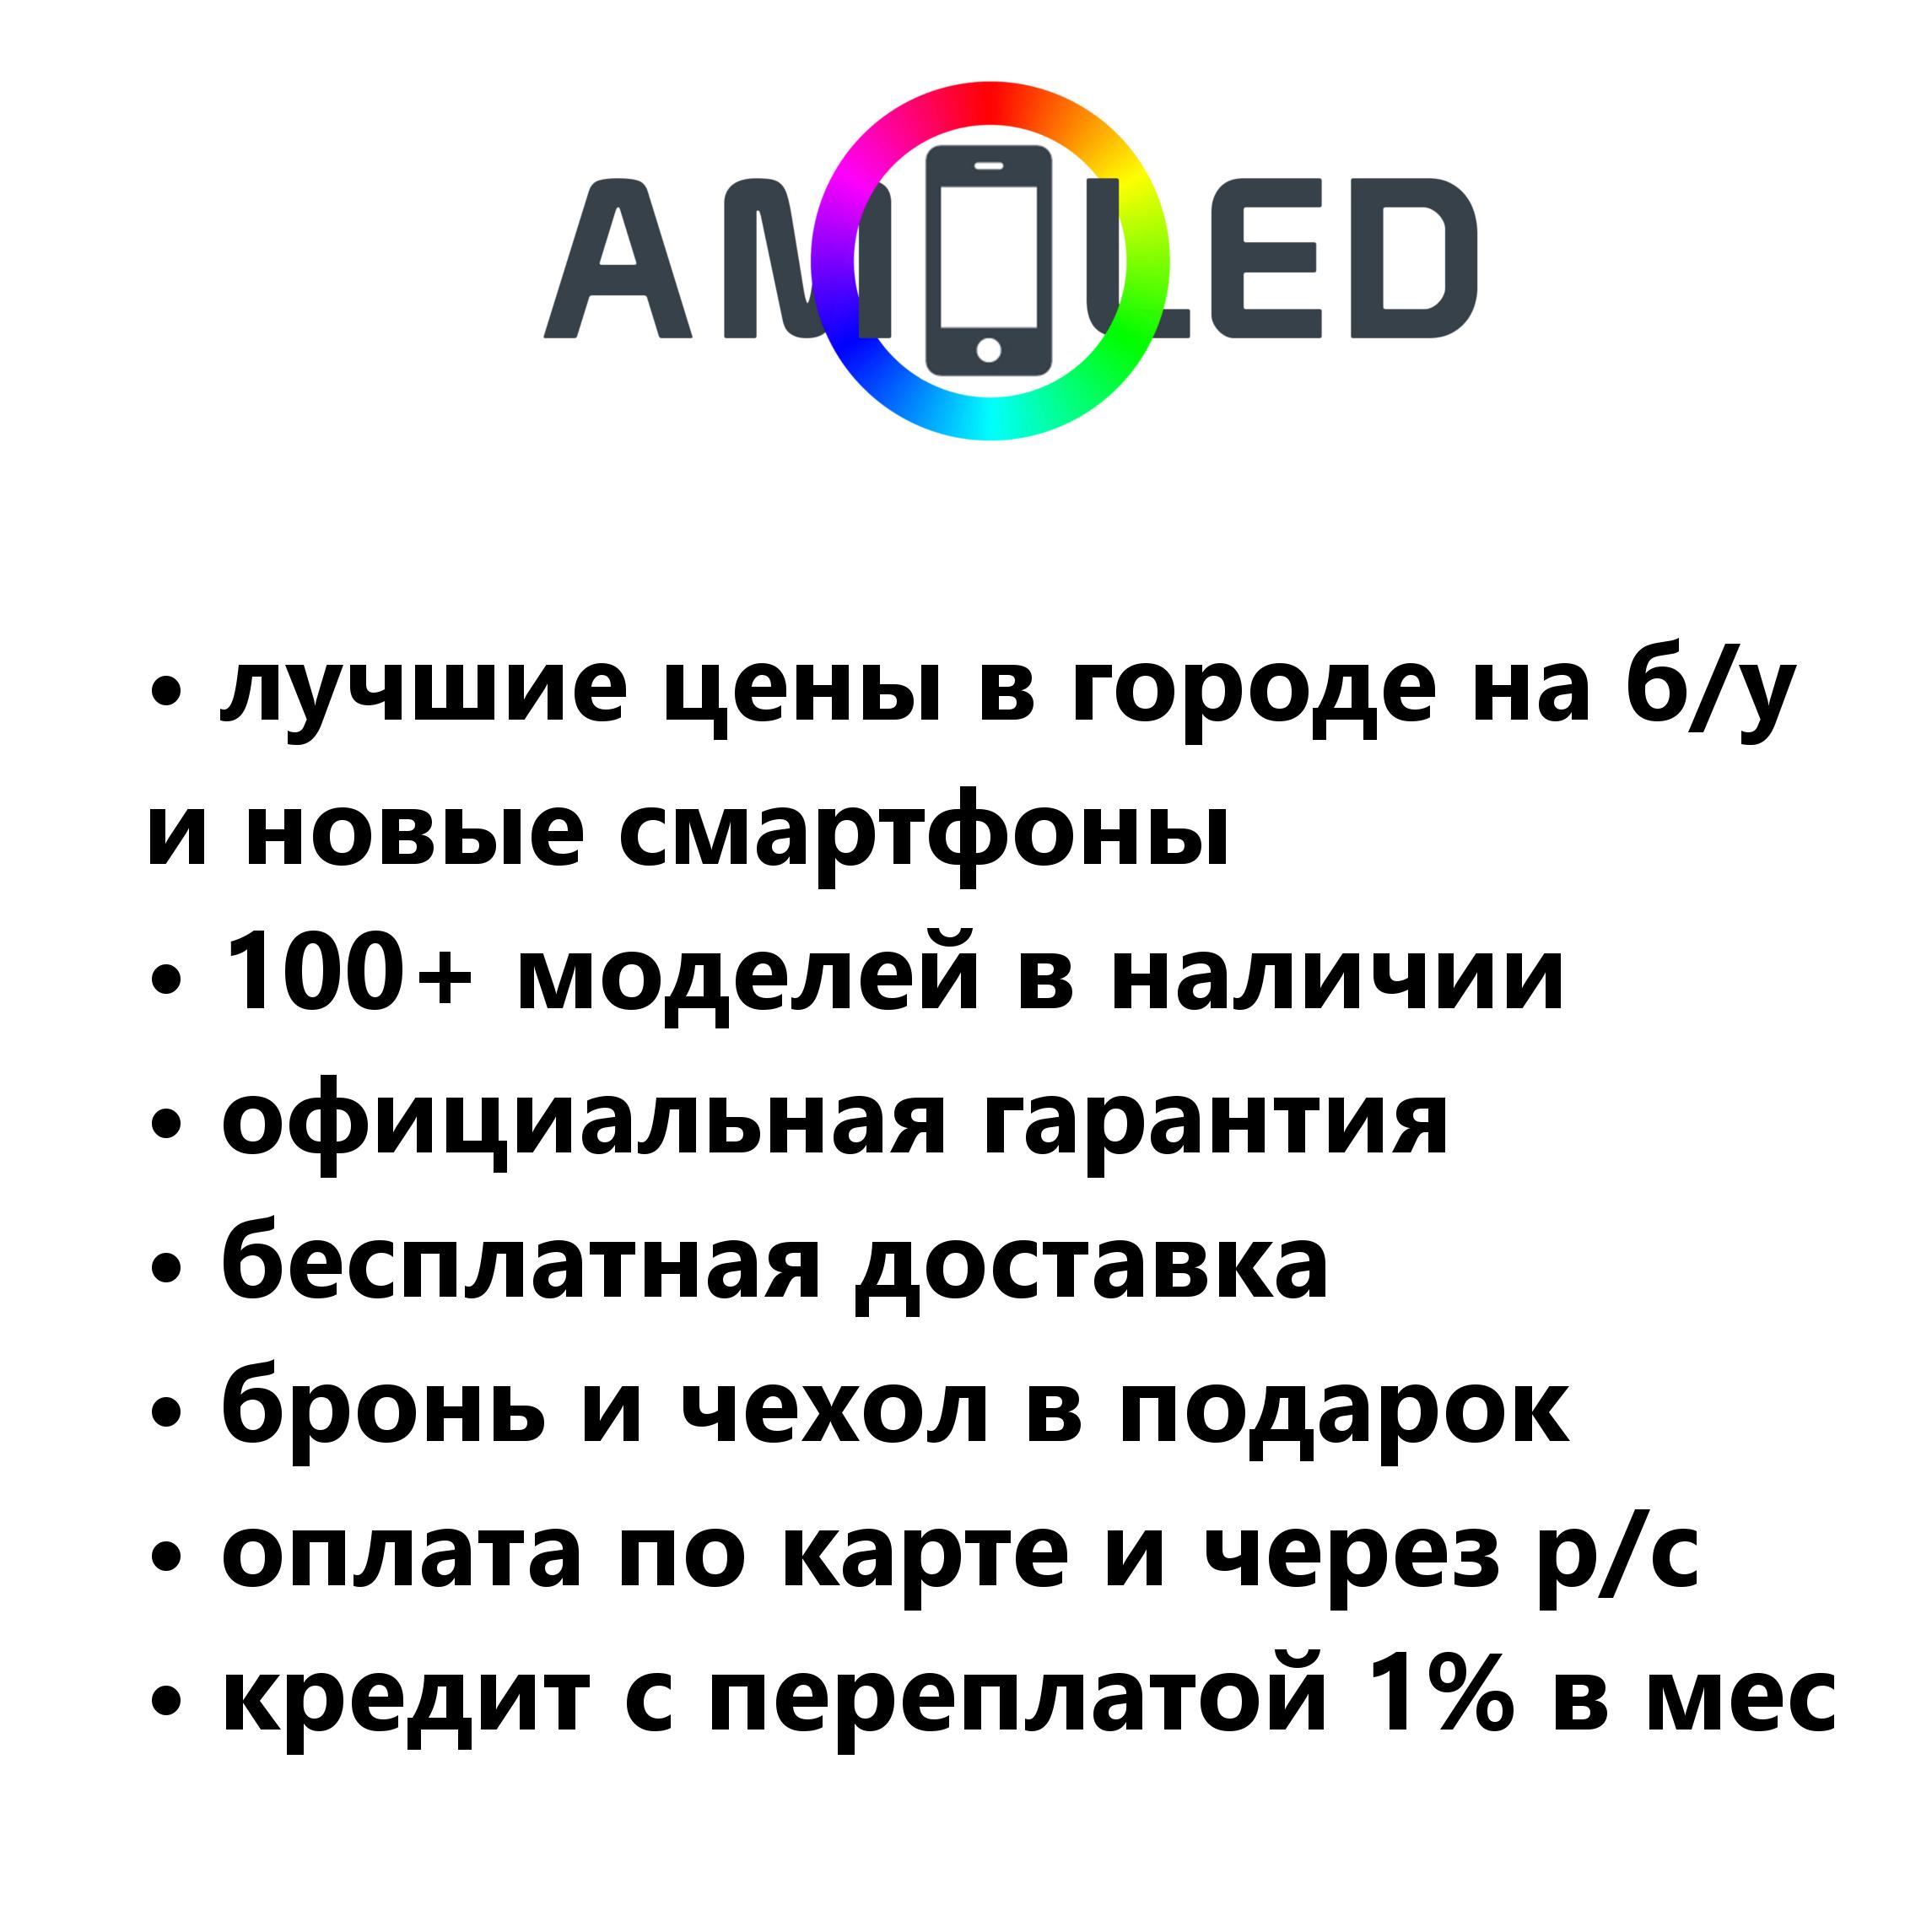 AMOLED
• лучшие цены в городе на б/у
и новые смартфоны
• 100+ моделей в наличии
• официальная гарантия
• бесплатная доставка
• бронь и чехол в подарок
• оплата по карте и через р/с
• кредит с переплатой 1% в мес